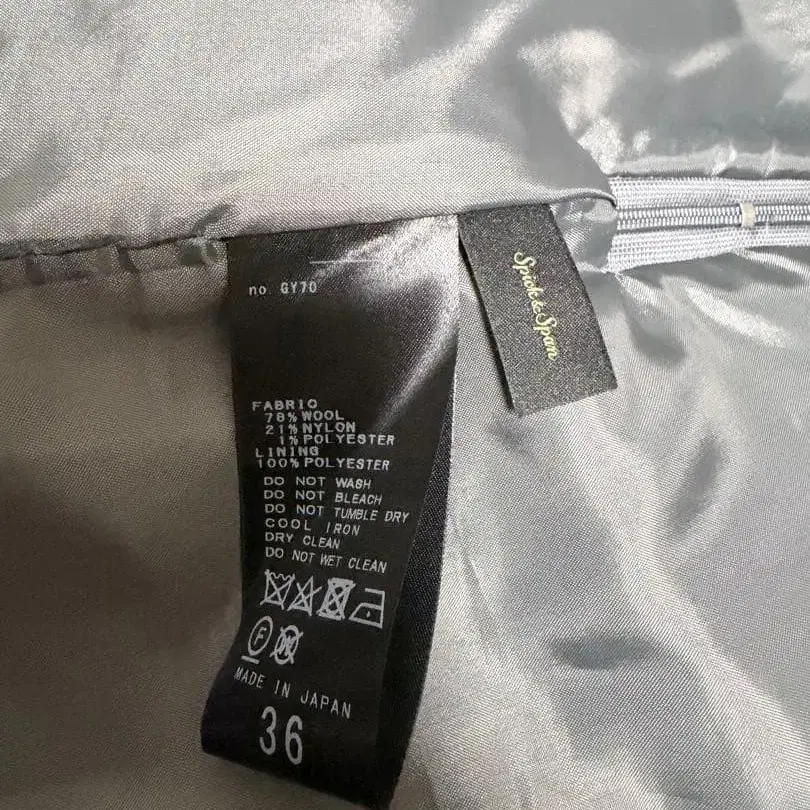 no. GY70
Spick & Span
FABRIC
78% WOOL
21% NYLON
1% POLYESTER
LINING
100% POLYESTER
DO NOT WASH
DO NOT BLEACH
DO NOT TUMBLE DRY
COOL IRON
DRY CLEAN
DO NOT WET CLEAN
F W
MADE IN JAPAN
36